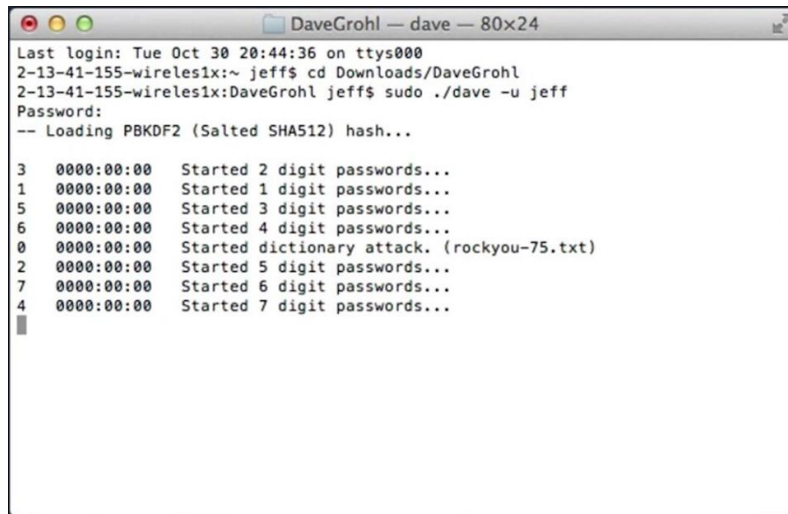 DaveGrohl — dave — 80×24
Last login: Tue Oct 30 20:44:36 on ttys000
2-13-41-155-wireles1x:~ jeff$ cd Downloads/DaveGrohl
2-13-41-155-wireles1x:DaveGrohl jeff$ sudo ./dave -u jeff
Password:
-- Loading PBKDF2 (Salted SHA512) hash...
3 0000:00:00 Started 2 digit passwords...
1 0000:00:00 Started 1 digit passwords...
5 0000:00:00 Started 3 digit passwords...
6 0000:00:00 Started 4 digit passwords...
0 0000:00:00 Started dictionary attack. (rockyou-75.txt)
2 0000:00:00 Started 5 digit passwords...
7 0000:00:00 Started 6 digit passwords...
4 0000:00:00 Started 7 digit passwords...